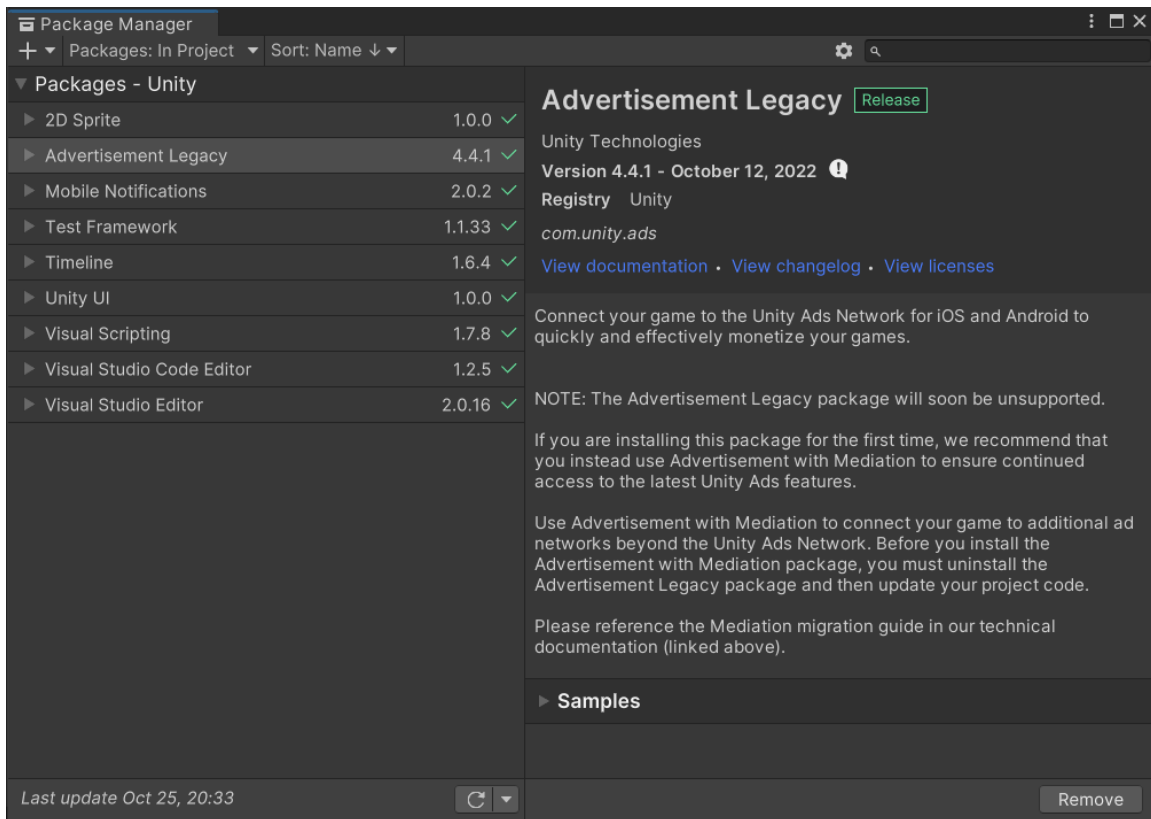 Package Manager
Packages: In Project Sort: Name ↓
Packages - Unity
2D Sprite 1.0.0
Advertisement Legacy 4.4.1
Mobile Notifications 2.0.2
Test Framework 1.1.33
Timeline 1.6.4
Unity UI 1.0.0
Visual Scripting 1.7.8
Visual Studio Code Editor 1.2.5
Visual Studio Editor 2.0.16
Last update Oct 25, 20:33
Advertisement Legacy Release
Unity Technologies
Version 4.4.1 - October 12, 2022
Registry Unity
com.unity.ads
View documentation • View changelog • View licenses
Connect your game to the Unity Ads Network for iOS and Android to
quickly and effectively monetize your games.
NOTE: The Advertisement Legacy package will soon be unsupported.
If you are installing this package for the first time, we recommend that
you instead use Advertisement with Mediation to ensure continued
access to the latest Unity Ads features.
Use Advertisement with Mediation to connect your game to additional ad
networks beyond the Unity Ads Network. Before you install the
Advertisement with Mediation package, you must uninstall the
Advertisement Legacy package and then update your project code.
Please reference the Mediation migration guide in our technical
documentation (linked above).
Samples
Remove